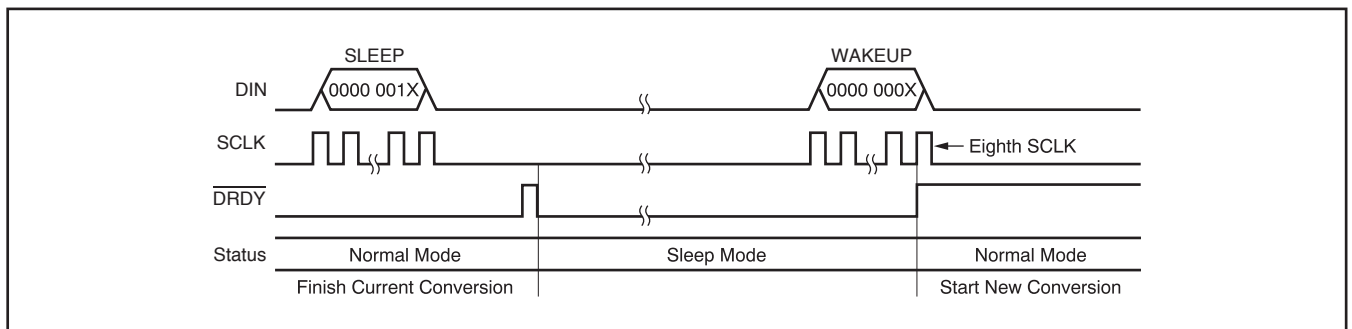 SLEEP
WAKEUP
DIN
0000 001X
0000 000X
SCLK
Eighth SCLK
DRDY
Status
Normal Mode
Sleep Mode
Normal Mode
Finish Current Conversion
Start New Conversion